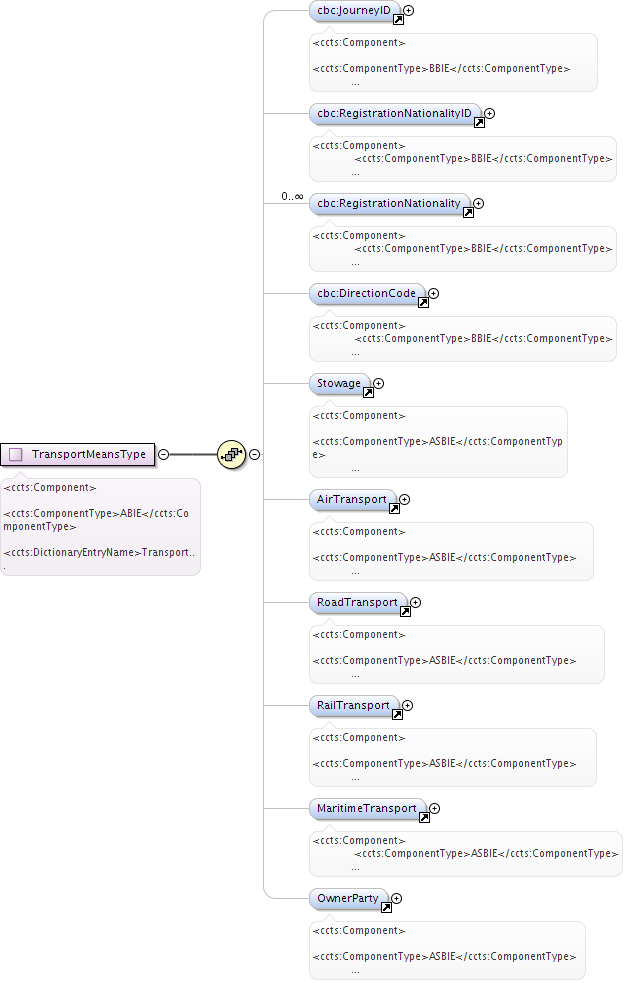 cbc:JourneyID
<ccts:Component>
<ccts:ComponentType>BBIE</ccts:ComponentType>
...
cbc:RegistrationNationalityID
<ccts:Component>
<ccts:ComponentType>BBIE</ccts:ComponentType>
...
0..∞
cbc:RegistrationNationality
<ccts:Component>
<ccts:ComponentType>BBIE</ccts:ComponentType>
...
cbc:DirectionCode
<ccts:Component>
<ccts:ComponentType>BBIE</ccts:ComponentType>
...
Stowage
<ccts:Component>
<ccts:ComponentType>ASBIE</ccts:ComponentTyp
e>
...
TransportMeansType
<ccts:Component>
<ccts:ComponentType>ABIE</ccts:Co
mponentType>
<ccts:DictionaryEntryName>Transport..
.
AirTransport
<ccts:Component>
<ccts:ComponentType>ASBIE</ccts:ComponentType>
...
RoadTransport
<ccts:Component>
<ccts:ComponentType>ASBIE</ccts:ComponentType>
...
RailTransport
<ccts:Component>
<ccts:ComponentType>ASBIE</ccts:ComponentType>
...
MaritimeTransport
<ccts:Component>
<ccts:ComponentType>ASBIE</ccts:ComponentType>
...
OwnerParty
<ccts:Component>
<ccts:ComponentType>ASBIE</ccts:ComponentType>
...